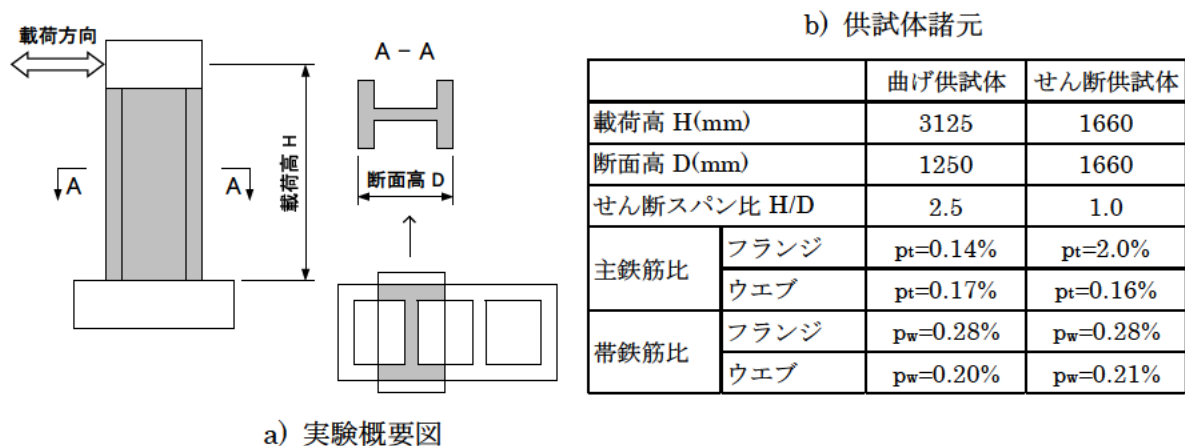 載荷方向
A − A
A
A
載荷高 H
断面高 D
a) 実験概要図
b) 供試体諸元
曲げ供試体 せん断供試体
載荷高 H(mm) 3125 1660
断面高 D(mm) 1250 1660
せん断スパン比 H/D 2.5 1.0
主鉄筋比 フランジ pt=0.14% pt=2.0%
ウエブ pt=0.17% pt=0.16%
帯鉄筋比 フランジ pw=0.28% pw=0.28%
ウエブ pw=0.20% pw=0.21%